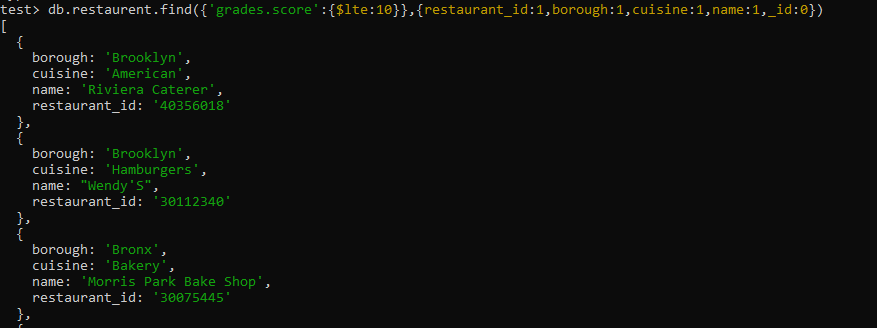 test> db.restaurent.find({'grades.score':{$lte:10}},{restaurant_id:1,borough:1,cuisine:1,name:1,_id:0})
[
  {
    borough: 'Brooklyn',
    cuisine: 'American',
    name: 'Riviera Caterer',
    restaurant_id: '40356018'
  },
  {
    borough: 'Brooklyn',
    cuisine: 'Hamburgers',
    name: "Wendy'S",
    restaurant_id: '30112340'
  },
  {
    borough: 'Bronx',
    cuisine: 'Bakery',
    name: 'Morris Park Bake Shop',
    restaurant_id: '30075445'
  },
  {